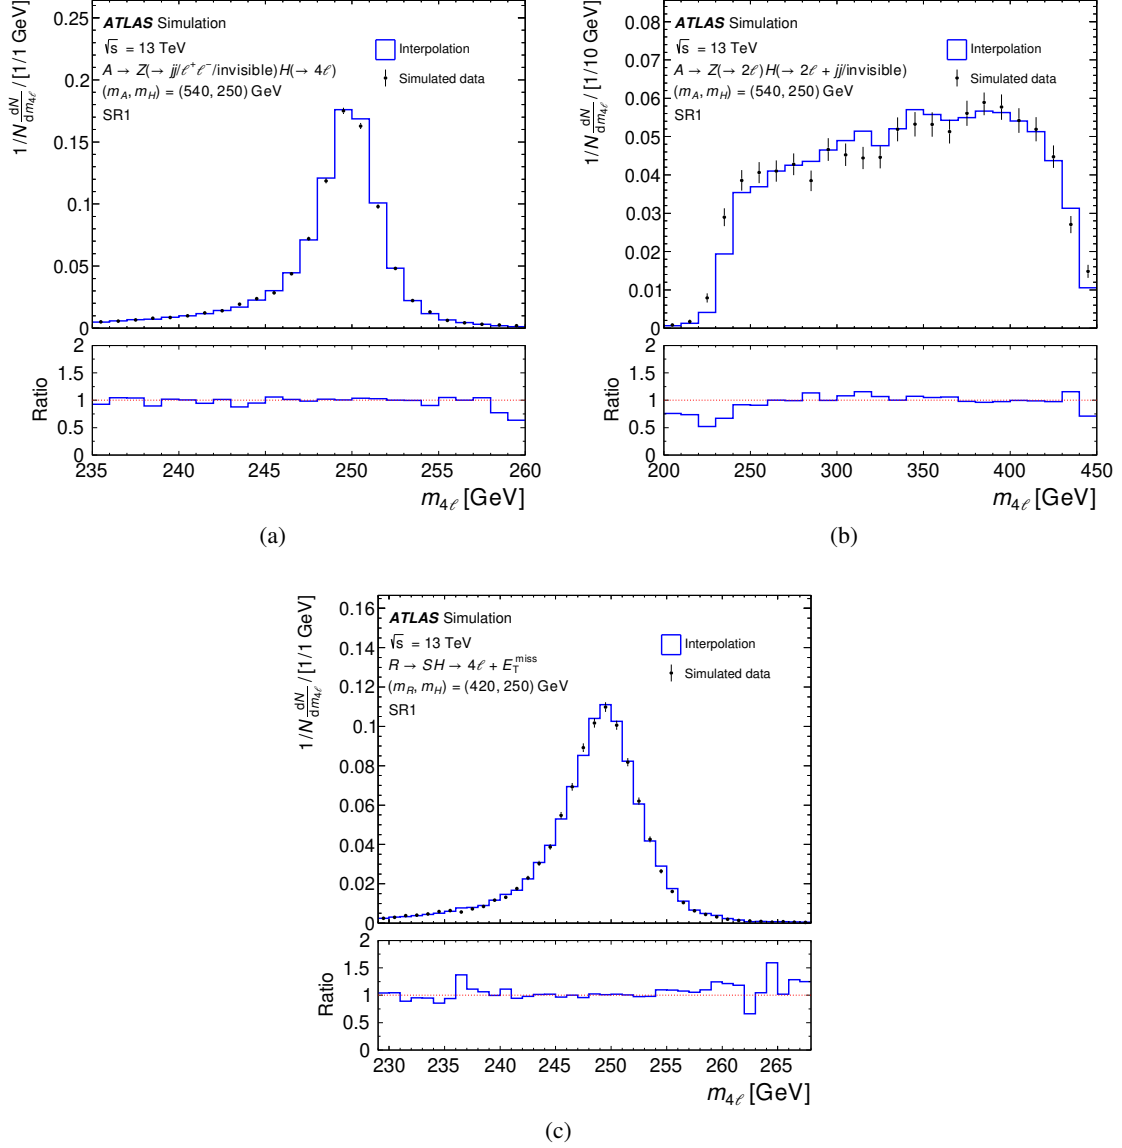 ATLAS Simulation
√s = 13 TeV
A → Z(→ jj/ℓ⁺ℓ⁻/invisible)H(→ 4ℓ)
(m_A, m_H) = (540, 250) GeV
SR1
Interpolation
Simulated data
1/N dN/dm_4ℓ / [1/1 GeV]
0.25
0.2
0.15
0.1
0.05
0
Ratio
2
1.5
1
0.5
0
235 240 245 250 255 260
m_4ℓ [GeV]
(a)
ATLAS Simulation
√s = 13 TeV
A → Z(→ 2ℓ)H(→ 2ℓ + jj/invisible)
(m_A, m_H) = (540, 250) GeV
SR1
Interpolation
Simulated data
1/N dN/dm_4ℓ / [1/10 GeV]
0.08
0.07
0.06
0.05
0.04
0.03
0.02
0.01
0
Ratio
2
1.5
1
0.5
0
200 250 300 350 400 450
m_4ℓ [GeV]
(b)
ATLAS Simulation
√s = 13 TeV
R → SH → 4ℓ + E_T^miss
(m_R, m_H) = (420, 250) GeV
SR1
Interpolation
Simulated data
1/N dN/dm_4ℓ / [1/1 GeV]
0.16
0.14
0.12
0.1
0.08
0.06
0.04
0.02
0
Ratio
2
1.5
1
0.5
0
230 235 240 245 250 255 260 265
m_4ℓ [GeV]
(c)